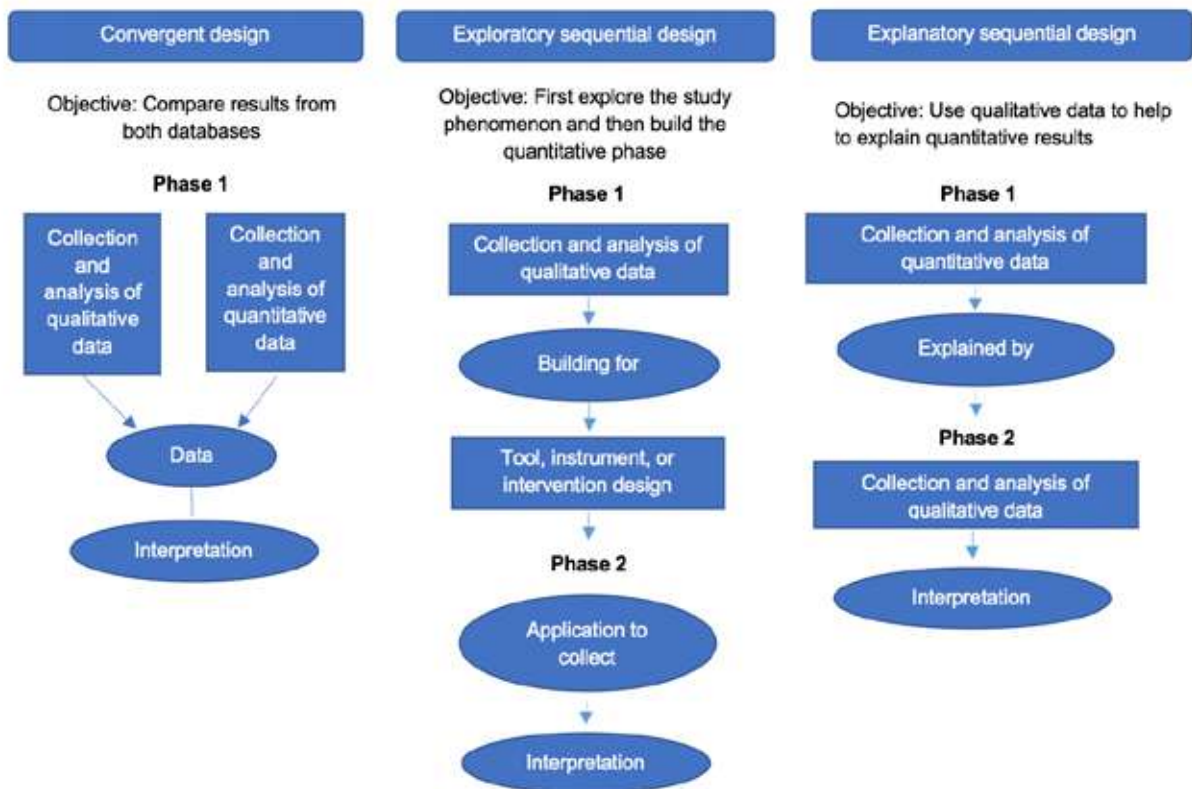 Convergent design
Objective: Compare results from
both databases
Phase 1
Collection
and
analysis of
qualitative
data
Collection
and
analysis of
quantitative
data
Data
Interpretation
Exploratory sequential design
Objective: First explore the study
phenomenon and then build the
quantitative phase
Phase 1
Collection and analysis of
qualitative data
Building for
Tool, instrument, or
intervention design
Phase 2
Application to
collect
Interpretation
Explanatory sequential design
Objective: Use qualitative data to help
to explain quantitative results
Phase 1
Collection and analysis of
quantitative data
Explained by
Phase 2
Collection and analysis of
qualitative data
Interpretation